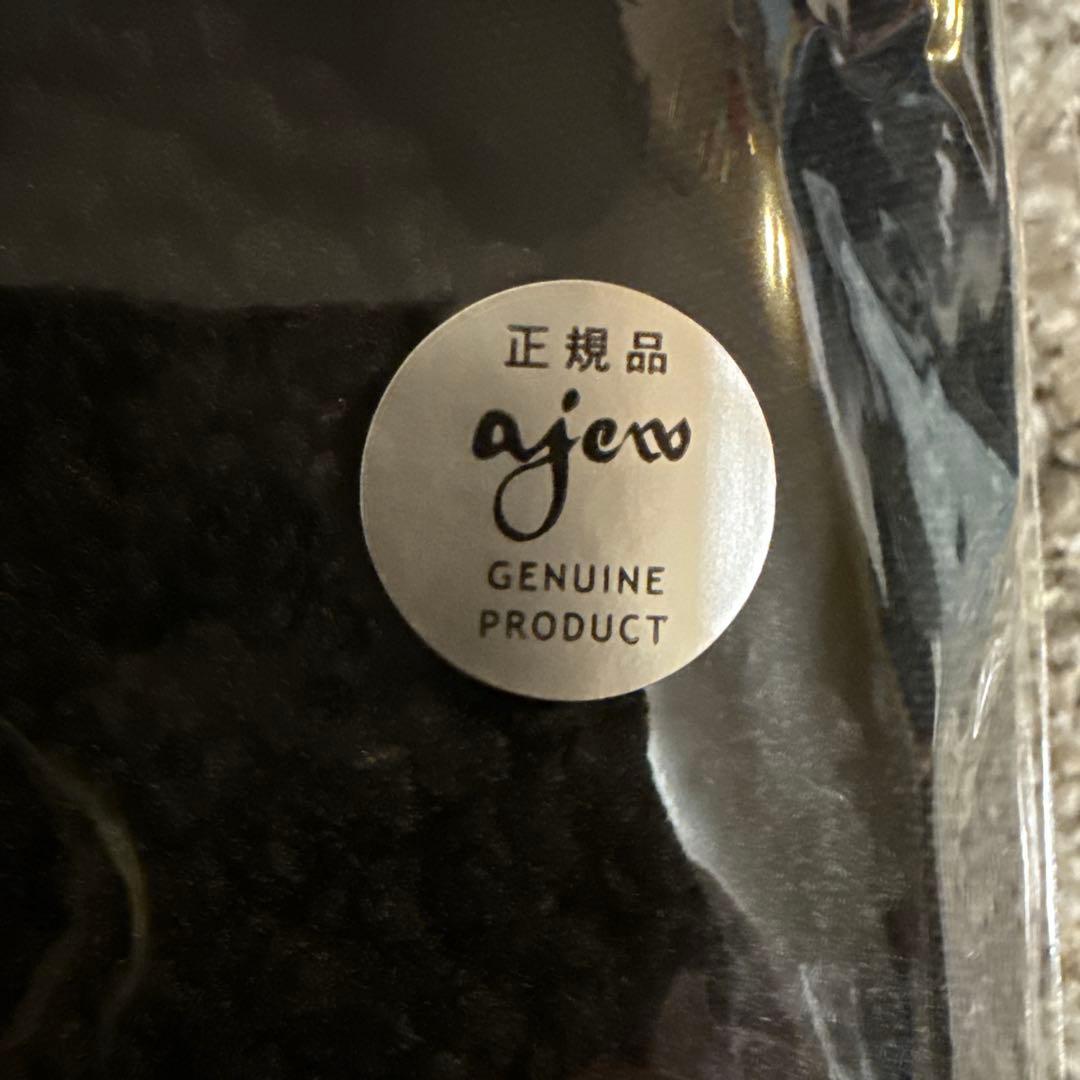 正規品
ajew
GENUINE
PRODUCT